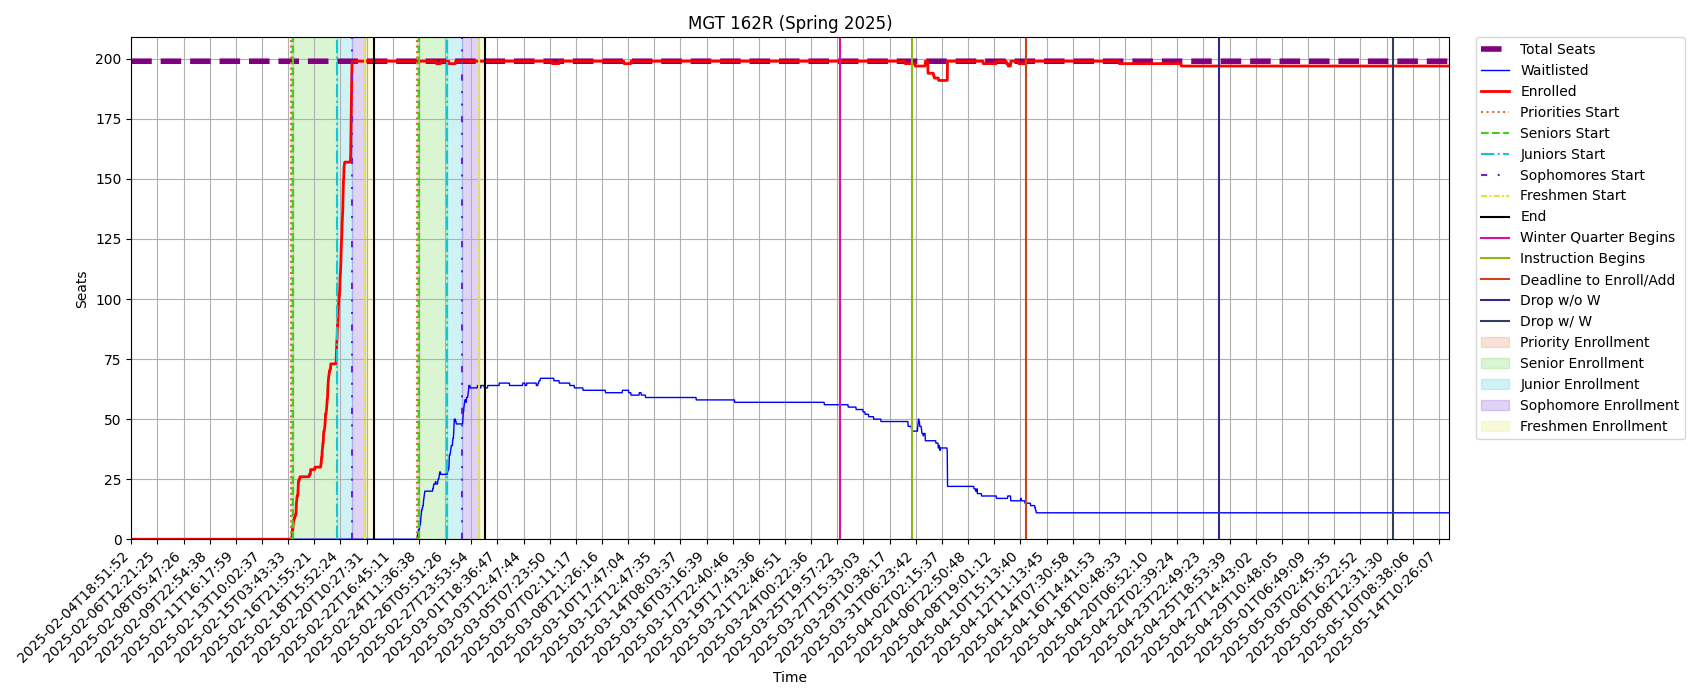 MGT 162R (Spring 2025)
Seats
200
175
150
125
100
75
50
25
0
2025-02-04T18:51:52
2025-02-06T12:21:25
2025-02-08T05:47:26
2025-02-09T22:54:38
2025-02-11T16:17:59
2025-02-13T10:02:37
2025-02-15T03:43:33
2025-02-16T21:55:21
2025-02-18T15:52:24
2025-02-20T10:27:31
2025-02-22T16:45:11
2025-02-24T11:36:38
2025-02-26T05:51:26
2025-02-27T23:53:54
2025-03-01T18:36:47
2025-03-03T12:47:44
2025-03-05T07:23:50
2025-03-07T02:11:17
2025-03-08T21:26:16
2025-03-10T17:47:04
2025-03-12T12:47:35
2025-03-14T08:03:37
2025-03-16T03:16:39
2025-03-17T22:40:46
2025-03-19T17:43:36
2025-03-21T12:46:51
2025-03-24T00:22:36
2025-03-25T19:57:22
2025-03-27T15:33:03
2025-03-29T10:38:17
2025-03-31T06:23:42
2025-04-02T02:15:37
2025-04-06T22:50:48
2025-04-08T19:01:12
2025-04-10T15:13:40
2025-04-12T11:13:45
2025-04-14T07:30:58
2025-04-16T14:41:53
2025-04-18T10:48:33
2025-04-20T06:52:10
2025-04-22T02:39:24
2025-04-23T22:49:23
2025-04-25T18:53:39
2025-04-27T14:43:02
2025-04-29T10:48:05
2025-05-01T06:49:09
2025-05-03T02:45:35
2025-05-06T16:22:52
2025-05-08T12:31:30
2025-05-10T08:38:06
2025-05-14T10:26:07
Time
Total Seats
Waitlisted
Enrolled
Priorities Start
Seniors Start
Juniors Start
Sophomores Start
Freshmen Start
End
Winter Quarter Begins
Instruction Begins
Deadline to Enroll/Add
Drop w/o W
Drop w/ W
Priority Enrollment
Senior Enrollment
Junior Enrollment
Sophomore Enrollment
Freshmen Enrollment